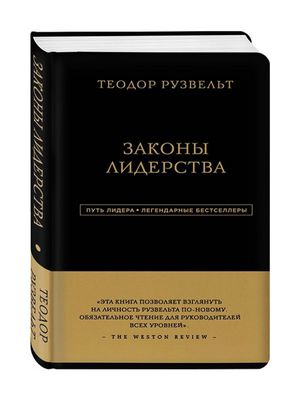 ТЕОДОР РУЗВЕЛЬТ
ЗАКОНЫ
ЛИДЕРСТВА
ПУТЬ ЛИДЕРА • ЛЕГЕНДАРНЫЕ БЕСТСЕЛЛЕРЫ
«ЭТА КНИГА ПОЗВОЛЯЕТ ВЗГЛЯНУТЬ
НА ЛИЧНОСТЬ РУЗВЕЛЬТА ПО-НОВОМУ.
ОБЯЗАТЕЛЬНОЕ ЧТЕНИЕ ДЛЯ РУКОВОДИТЕЛЕЙ
ВСЕХ УРОВНЕЙ».
– THE WESTON REVIEW –
ЗАКОНЫ ЛИДЕРСТВА •
ТЕОДОР
РУЗВЕЛЬТ